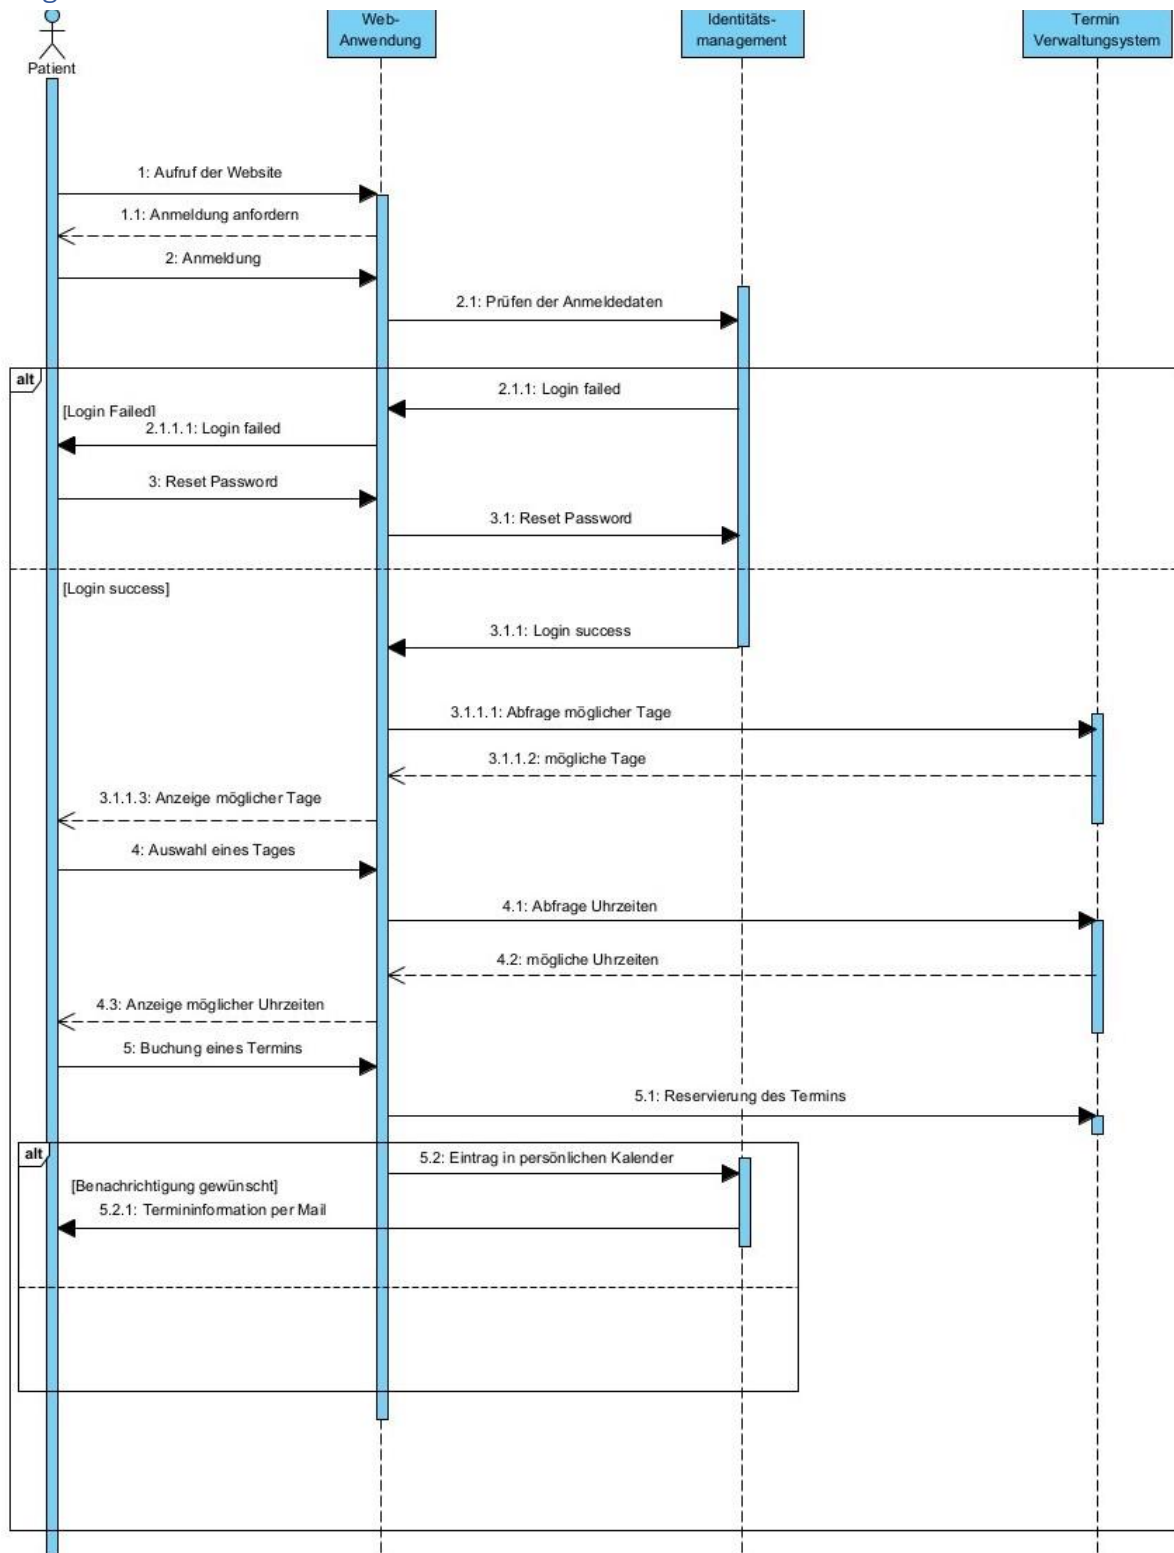 Web-
Anwendung
Identitäts-
management
Termin
Verwaltungsystem
Patient
1: Aufruf der Website
1.1: Anmeldung anfordern
2: Anmeldung
2.1: Prüfen der Anmeldedaten
alt
2.1.1: Login failed
[Login Failed]
2.1.1.1: Login failed
3: Reset Password
3.1: Reset Password
[Login success]
3.1.1: Login success
3.1.1.1: Abfrage möglicher Tage
3.1.1.2: mögliche Tage
3.1.1.3: Anzeige möglicher Tage
4: Auswahl eines Tages
4.1: Abfrage Uhrzeiten
4.2: mögliche Uhrzeiten
4.3: Anzeige möglicher Uhrzeiten
5: Buchung eines Termins
5.1: Reservierung des Termins
alt
5.2: Eintrag in persönlichen Kalender
[Benachrichtigung gewünscht]
5.2.1: Termininformation per Mail